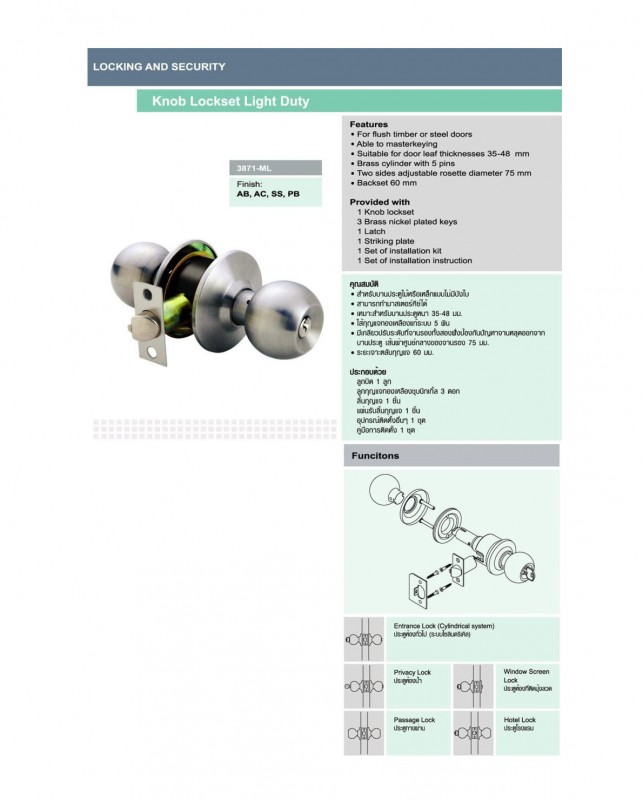 LOCKING AND SECURITY
Knob Lockset Light Duty
3871-ML
Finish:
AB, AC, SS, PB
Features
• For flush timber or steel doors
• Able to masterkeying
• Suitable for door leaf thicknesses 35-48 mm
• Brass cylinder with 5 pins
• Two sides adjustable rosette diameter 75 mm
• Backset 60 mm
Provided with
1 Knob lockset
3 Brass nickel plated keys
1 Latch
1 Striking plate
1 Set of installation kit
1 Set of installation instruction
คุณสมบัติ
• สำหรับบานประตูไม้หรือเหล็กแบบไม่มีบังใบ
• สามารถทำมาสเตอร์คีย์ได้
• เหมาะสำหรับบานประตูหนา 35-48 มม.
• ไส้กุญแจทองเหลืองแท้ระบบ 5 พิน
• มีเกลียวปรับระดับที่จานรองทั้งสองฝั่งป้องกันปัญหาจานหลุดออกจาก
บานประตู เส้นผ่าศูนย์กลางของจานรอง 75 มม.
• ระยะเจาะตลับกุญแจ 60 มม.
ประกอบด้วย
ลูกบิด 1 ลูก
ลูกกุญแจทองเหลืองชุบนิกเกิ้ล 3 ดอก
ลิ้นกุญแจ 1 ชิ้น
แผ่นรับลิ้นกุญแจ 1 ชิ้น
อุปกรณ์ติดตั้งอื่นๆ 1 ชุด
คู่มือการติดตั้ง 1 ชุด
Funcitons
Entrance Lock (Cylindrical system)
ประตูห้องทั่วไป (ระบบไซลินดริเคิล)
Privacy Lock
ประตูห้องน้ำ
Window Screen
Lock
ประตูห้องที่ติดมุ้งลวด
Passage Lock
ประตูทางผ่าน
Hotel Lock
ประตูโรงแรม